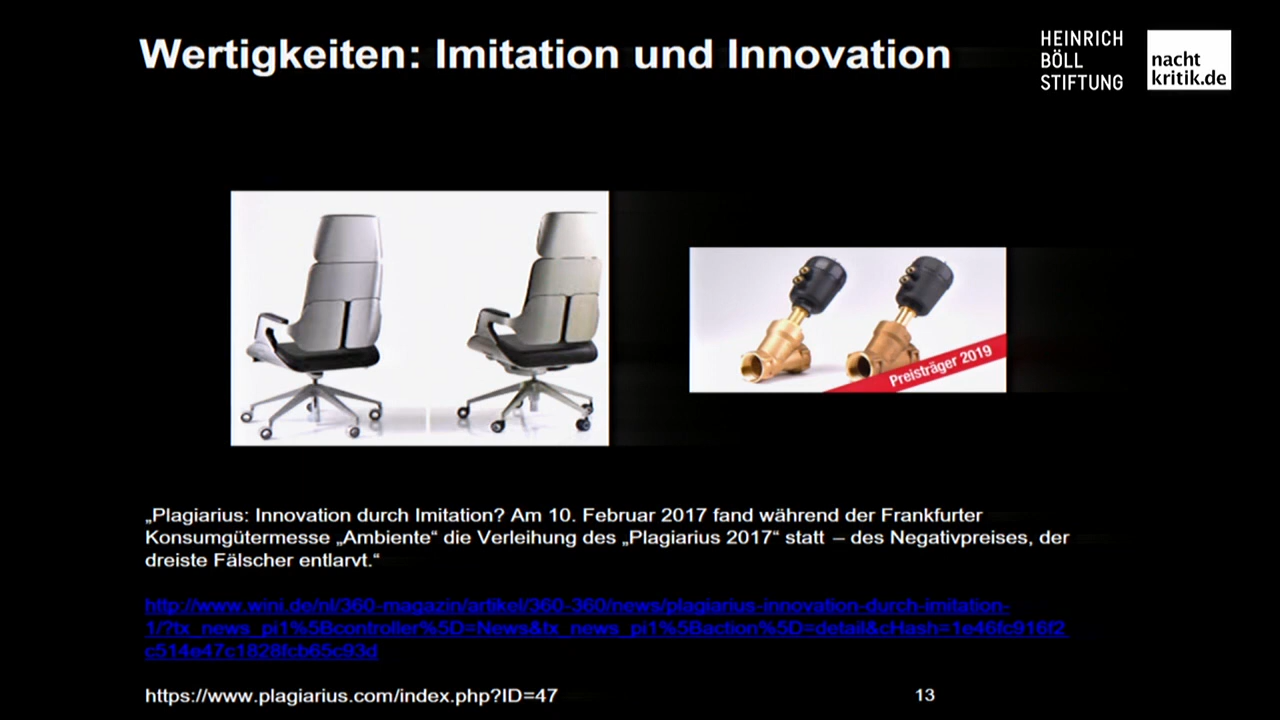 Wertigkeiten: Imitation und Innovation
HEINRICH
BÖLL
STIFTUNG
nacht
kritik.de
Preisträger 2019
„Plagiarius: Innovation durch Imitation? Am 10. Februar 2017 fand während der Frankfurter
Konsumgütermesse „Ambiente“ die Verleihung des „Plagiarius 2017“ statt – des Negativpreises, der
dreiste Fälscher entlarvt.“
http://www.wini.de/nl/360-magazin/artikel/360-360/news/plagiarius-innovation-durch-imitation-
1/?tx_news_pi1%5Bcontroller%5D=News&tx_news_pi1%5Baction%5D=detail&cHash=1e46fc916f2
c514e47c1828fcb65c93d
https://www.plagiarius.com/index.php?ID=47
13